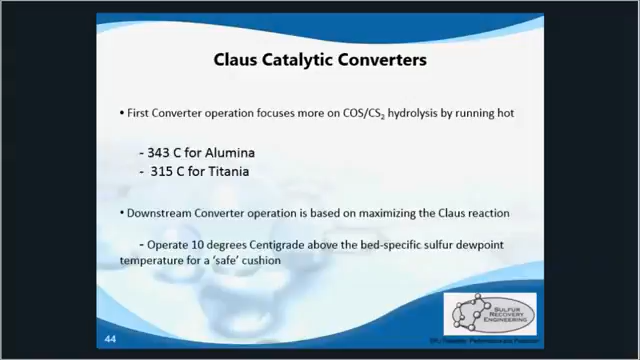 Claus Catalytic Converters
• First Converter operation focuses more on COS/CS2 hydrolysis by running hot
- 343 C for Alumina
- 315 C for Titania
• Downstream Converter operation is based on maximizing the Claus reaction
- Operate 10 degrees Centigrade above the bed-specific sulfur dewpoint
temperature for a 'safe' cushion
SULFUR
RECOVERY
ENGINEERING
44